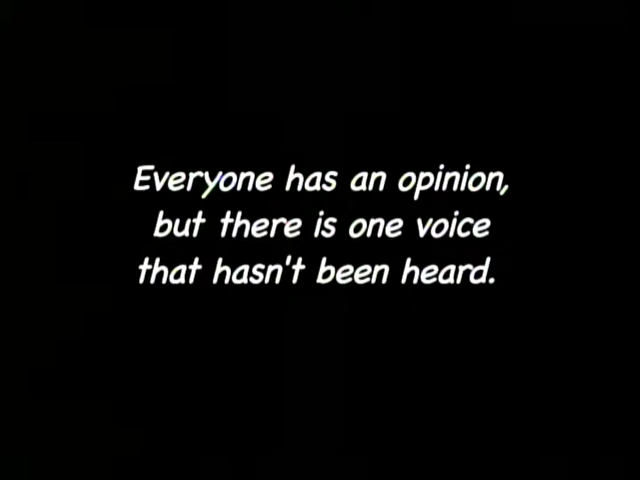 Everyone has an opinion,
but there is one voice
that hasn't been heard.